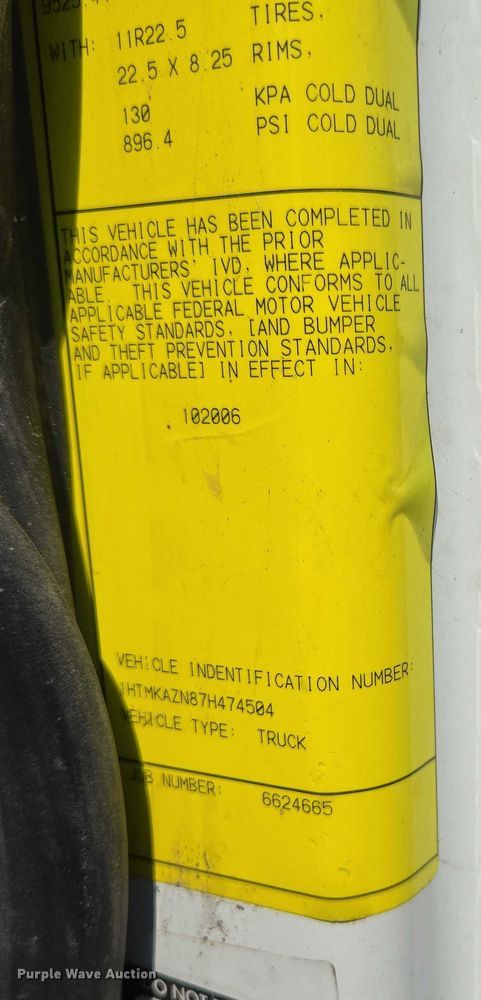 WITH: 11R22.5 TIRES,
22.5 X 8.25 RIMS,
130 KPA COLD DUAL
896.4 PSI COLD DUAL
THIS VEHICLE HAS BEEN COMPLETED IN
ACCORDANCE WITH THE PRIOR
MANUFACTURERS' IVD, WHERE APPLIC-
ABLE. THIS VEHICLE CONFORMS TO ALL
APPLICABLE FEDERAL MOTOR VEHICLE
SAFETY STANDARDS, [AND BUMPER
AND THEFT PREVENTION STANDARDS,
IF APPLICABLE] IN EFFECT IN:
102006
VEHICLE INDENTIFICATION NUMBER:
1HTMKAZN87H474504
VEHICLE TYPE: TRUCK
JOB NUMBER: 6624665
DO NOT
Purple Wave Auction